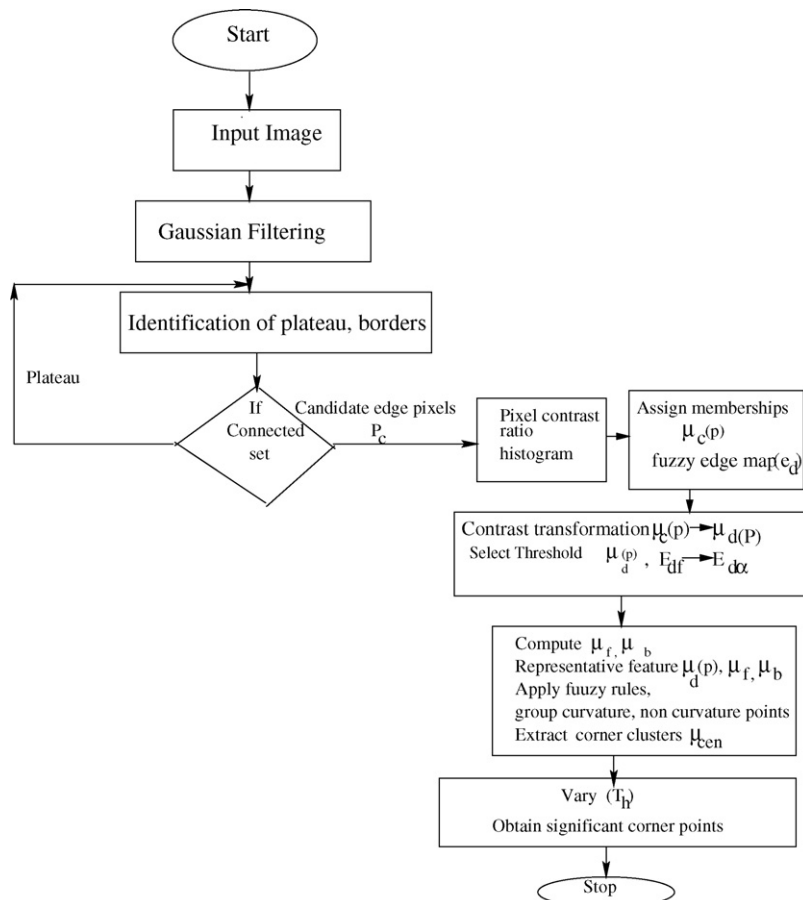 Start
Input Image
Gaussian Filtering
Identification of plateau, borders
Plateau
If
Connected
set
Candidate edge pixels
P_c
Pixel contrast
ratio
histogram
Assign memberships
μ_c(p)
fuzzy edge map(e_d)
Contrast transformation μ_c(p)→μ_d(P)
Select Threshold μ_d^(p) , E_df→E_dα
Compute μ_f, μ_b
Representative feature μ_d(p), μ_f, μ_b
Apply fuuzy rules,
group curvature, non curvature points
Extract corner clusters μ_cen
Vary (T_h)
Obtain significant corner points
Stop